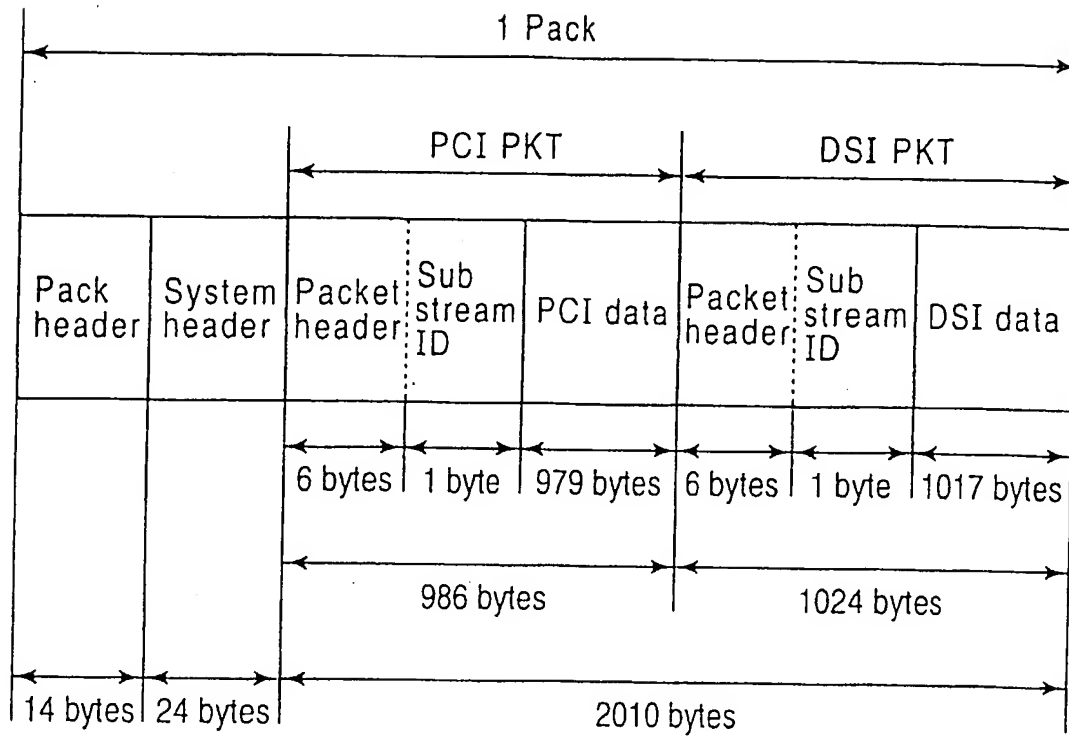 1 Pack
PCI PKT
DSI PKT
Pack
header
System
header
Packet
header
Sub
stream
ID
PCI data
Packet
header
Sub
stream
ID
DSI data
6 bytes
1 byte
979 bytes
6 bytes
1 byte
1017 bytes
986 bytes
1024 bytes
14 bytes
24 bytes
2010 bytes